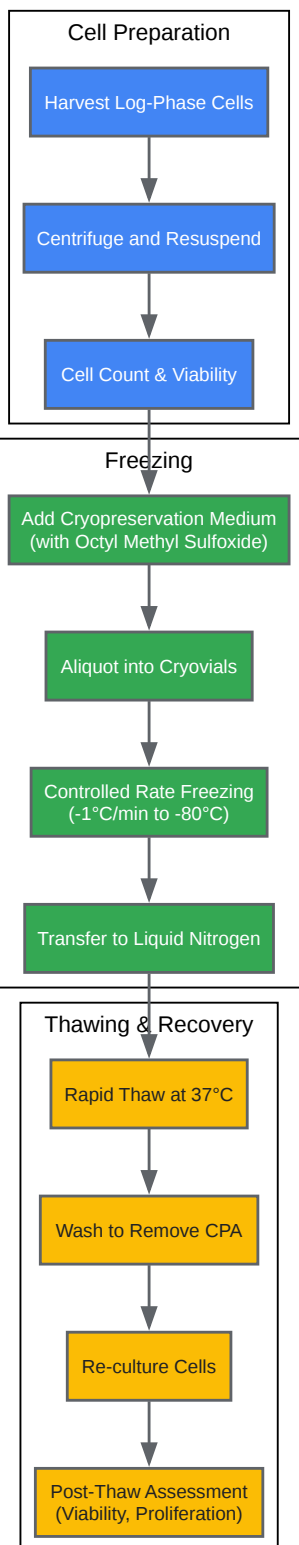 Cell Preparation
Harvest Log-Phase Cells
Centrifuge and Resuspend
Cell Count & Viability
Freezing
Add Cryopreservation Medium
(with Octyl Methyl Sulfoxide)
Aliquot into Cryovials
Controlled Rate Freezing
(-1°C/min to -80°C)
Transfer to Liquid Nitrogen
Thawing & Recovery
Rapid Thaw at 37°C
Wash to Remove CPA
Re-culture Cells
Post-Thaw Assessment
(Viability, Proliferation)